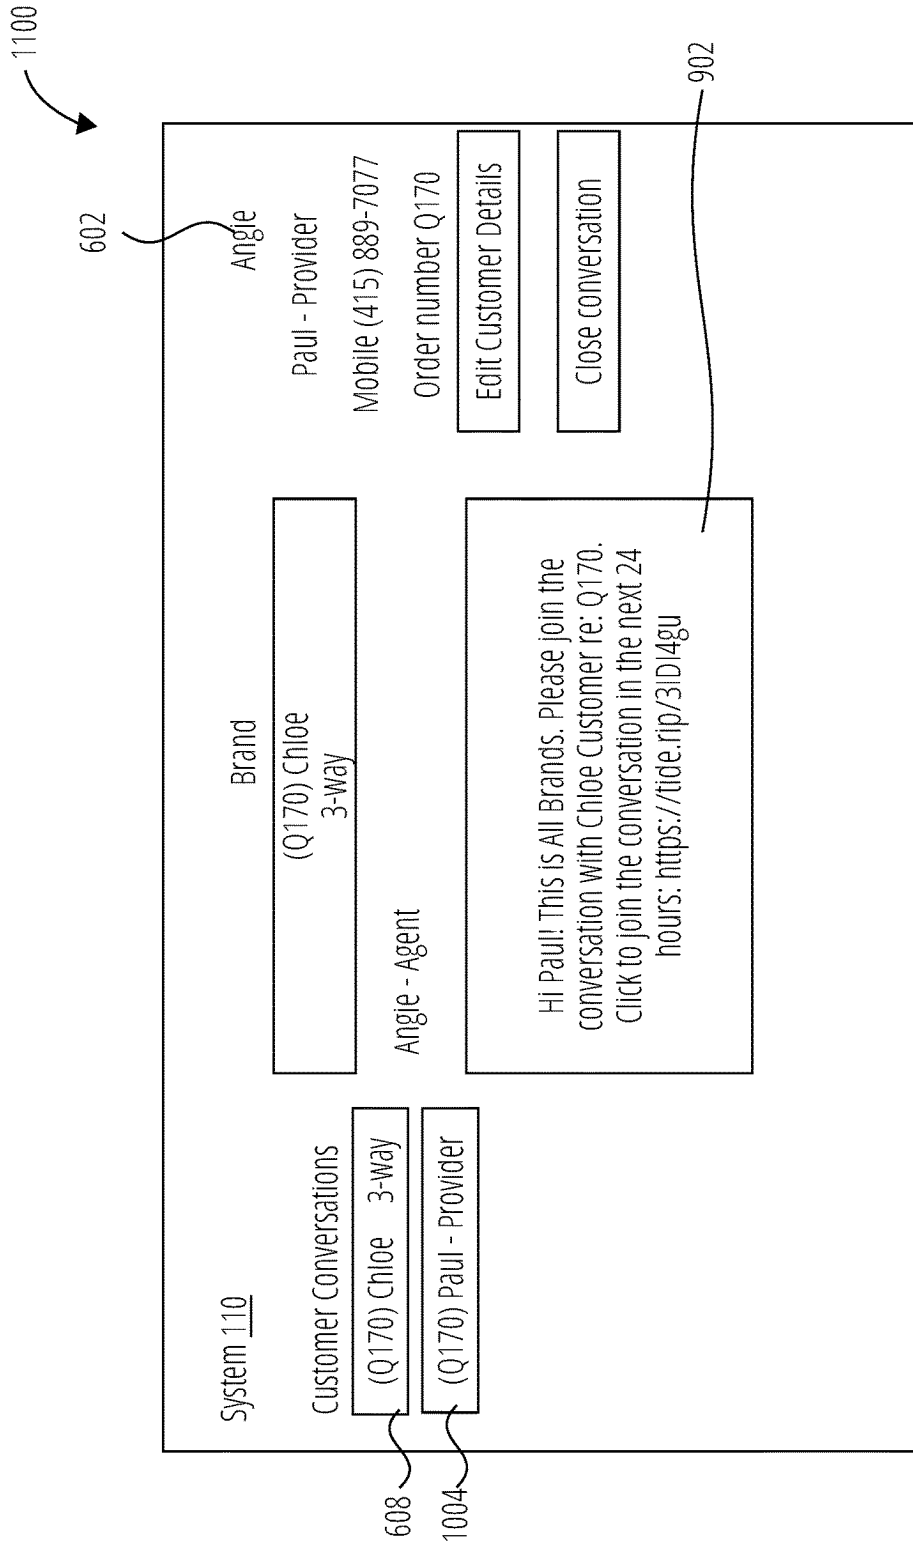 1100
602
System 110
Brand
Angie
Customer Conversations
(Q170) Chloe 3-way
(Q170) Paul - Provider
608
1004
(Q170) Chloe
3-way
Angie - Agent
Hi Paul! This is All Brands. Please join the
conversation with Chloe Customer re: Q170.
Click to join the conversation in the next 24
hours: https://tide.rip/3IDI4gu
Paul - Provider
Mobile (415) 889-7077
Order number Q170
Edit Customer Details
Close conversation
902